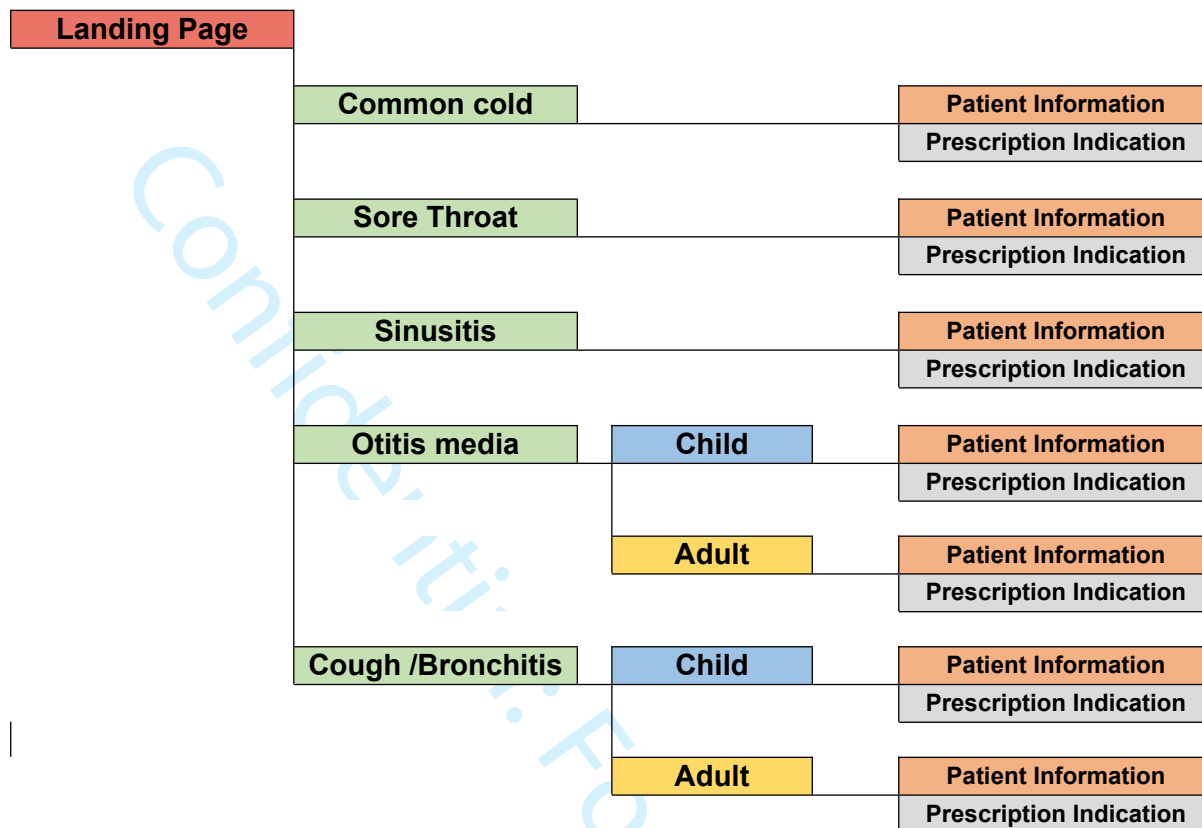 Landing Page
Common cold Patient Information
Prescription Indication
Sore Throat Patient Information
Prescription Indication
Sinusitis Patient Information
Prescription Indication
Otitis media Child Patient Information
Prescription Indication
Adult Patient Information
Prescription Indication
Cough /Bronchitis Child Patient Information
Prescription Indication
Adult Patient Information
Prescription Indication